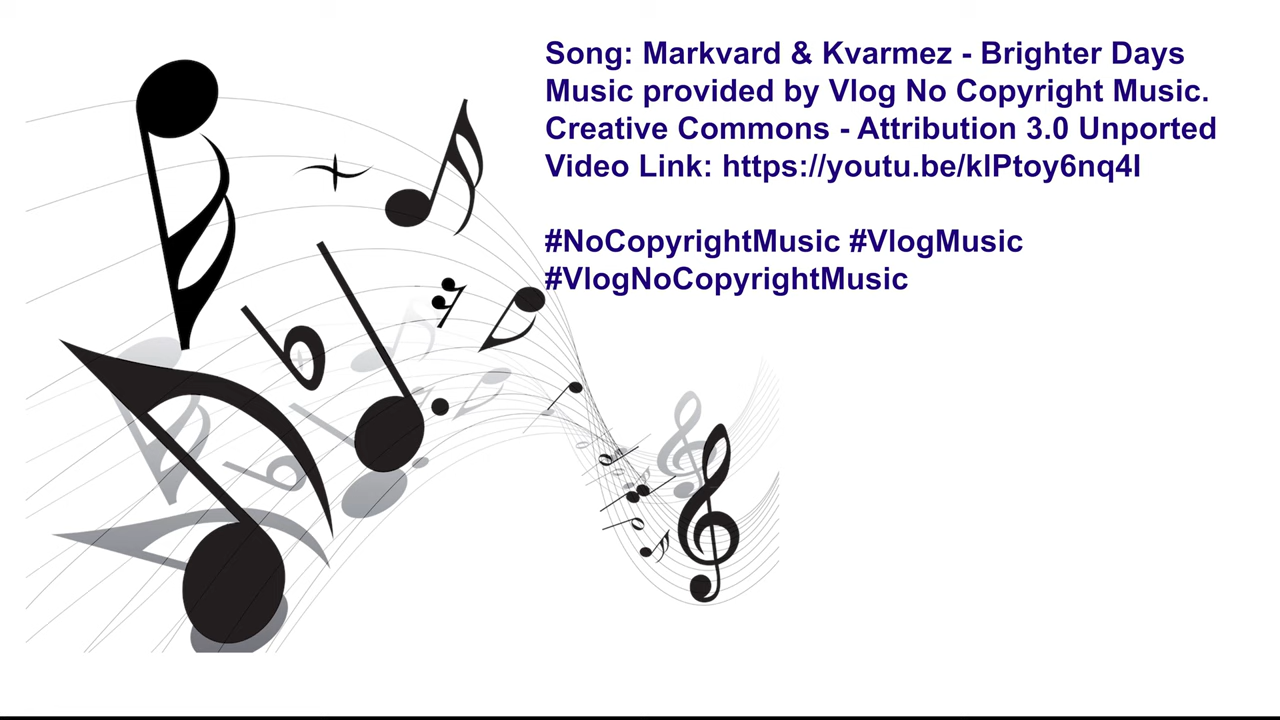 Song: Markvard & Kvarmez - Brighter Days
Music provided by Vlog No Copyright Music.
Creative Commons - Attribution 3.0 Unported
Video Link: https://youtu.be/klPtoy6nq4I
#NoCopyrightMusic #VlogMusic
#VlogNoCopyrightMusic